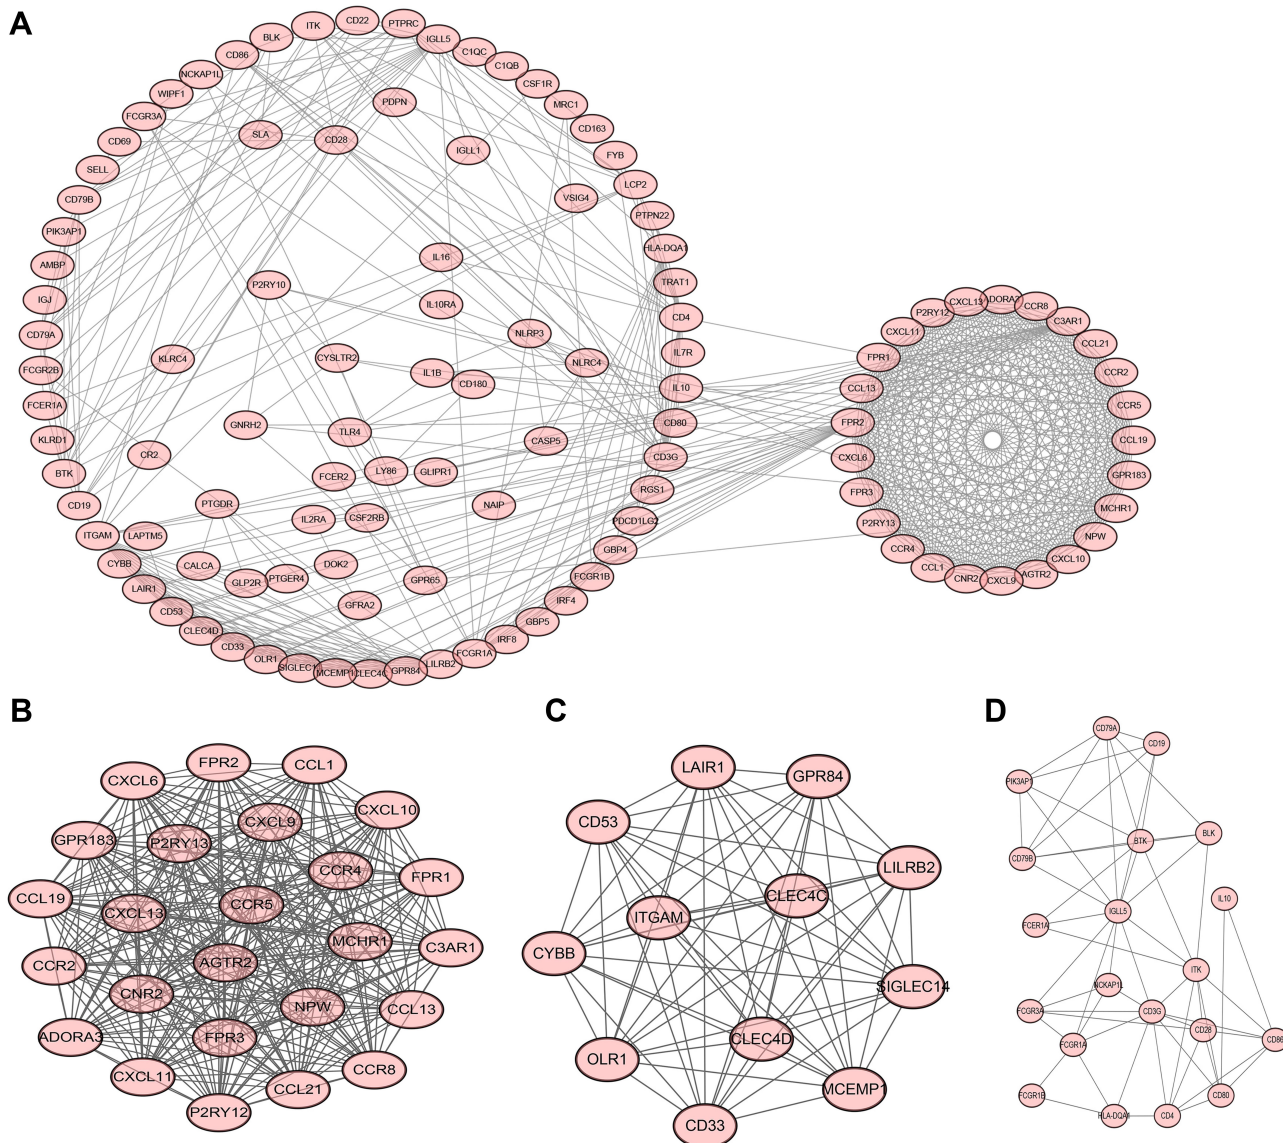 A
CD22
PTPRC
ITK
IGLL5
BLK
C1QC
CD86
C1QB
NCKAP1L
CSF1R
WIPF1
PDPN
MRC1
FCGR3A
CD163
SLA
CD28
CD69
IGLL1
FYB
SELL
LCP2
CD79B
VSIG4
PTPN22
PIK3AP1
HLA-DQA1
IL16
AMBP
TRAT1
P2RY10
IGJ
IL10RA
CD4
CD79A
NLRP3
KLRC4
CYSLTR2
IL7R
NLRC4
FCGR2B
IL1B
CD180
IL10
FCER1A
GNRH2
CD80
TLR4
KLRD1
CASP5
CR2
CD3G
BTK
FCER2
LY86
GLIPR1
RGS1
CD19
PTGDR
NAIP
IL2RA
CSF2RB
PDCD1LG2
ITGAM
LAPTM5
GBP4
CYBB
CALCA
DOK2
GLP2R
PTGER4
GPR65
FCGR1B
LAIR1
GFRA2
IRF4
CD53
GBP5
CLEC4D
IRF8
CD33
FCGR1A
OLR1
LILRB2
SIGLEC1
MCEMP1
CLEC4C
GPR84
CXCL13
ADORA3
CCR8
P2RY12
C3AR1
CXCL11
CCL21
FPR1
CCR2
CCL13
CCR5
FPR2
CCL19
CXCL6
GPR183
FPR3
MCHR1
P2RY13
NPW
CCR4
CXCL10
CCL1
AGTR2
CNR2
CXCL9
B
FPR2
CCL1
CXCL6
CXCL10
CXCL9
GPR183
P2RY13
CCR4
FPR1
CCL19
CCR5
CXCL13
MCHR1
C3AR1
AGTR2
CCR2
CNR2
NPW
CCL13
ADORA3
FPR3
CCR8
CXCL11
CCL21
P2RY12
C
LAIR1
GPR84
CD53
LILRB2
CLEC4C
ITGAM
CYBB
SIGLEC14
CLEC4D
OLR1
MCEMP1
CD33
D
CD79A
CD19
PIK3AP1
BLK
BTK
CD79B
IL10
IGLL5
FCER1A
ITK
NCKAP1L
FCGR3A
CD3G
CD28
CD86
FCGR1A
FCGR1B
CD80
HLA-DQA1
CD4